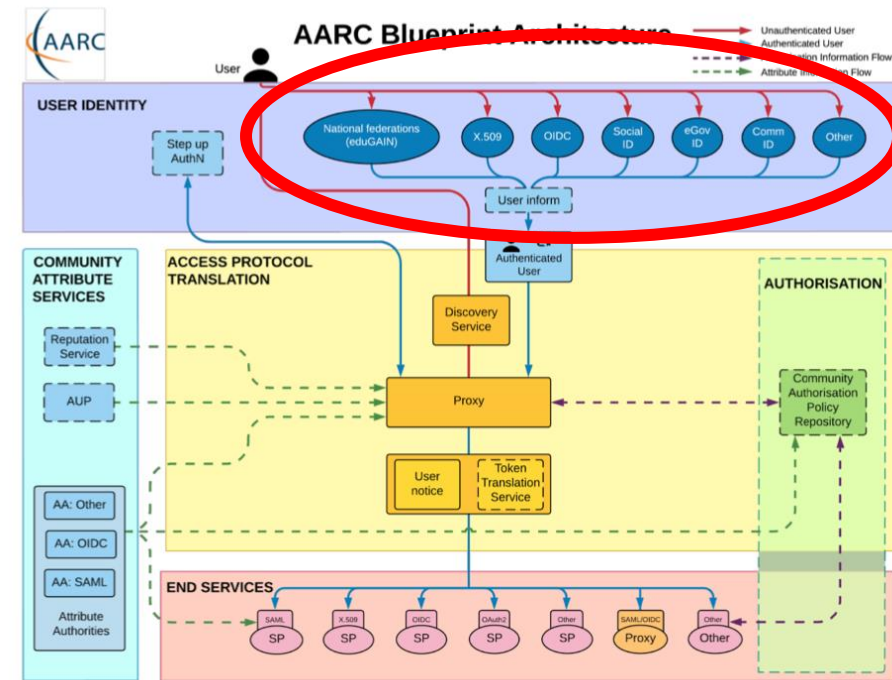 AARC
AARC Blueprint Architecture
User
Unauthenticated User
Authenticated User
Information Flow
Attribute Information Flow
USER IDENTITY
National federations
(eduGAIN)
X.509
OIDC
Social
ID
eGov
ID
Comm
ID
Other
Step up
AuthN
User inform
Authenticated
User
COMMUNITY
ATTRIBUTE
SERVICES
ACCESS PROTOCOL
TRANSLATION
AUTHORISATION
Discovery
Service
Reputation
Service
AUP
Proxy
Community
Authorisation
Policy
Repository
User
notice
Token
Translation
Service
AA: Other
AA: OIDC
AA: SAML
Attribute
Authorities
END SERVICES
SAML
SP
X.509
SP
OIDC
SP
OAuth2
SP
Other
SP
SAML/OIDC
Proxy
Other
Other